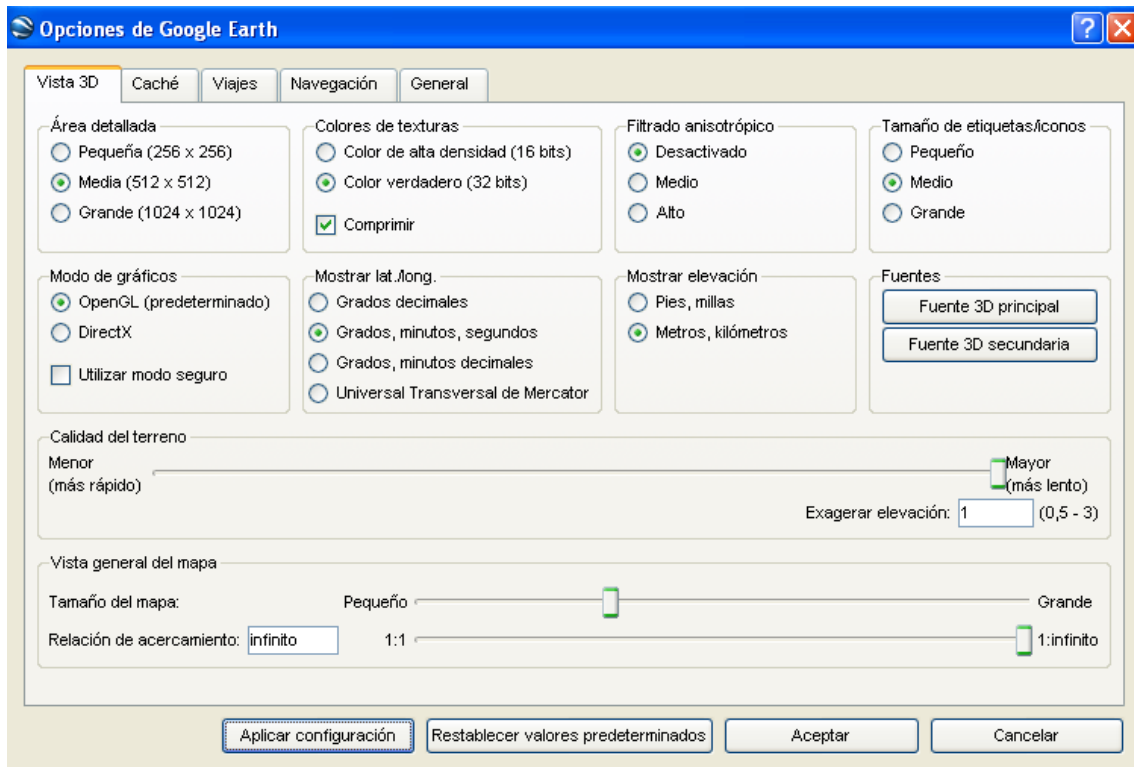 Opciones de Google Earth
Vista 3D
Caché
Viajes
Navegación
General
Área detallada
Pequeña (256 x 256)
Media (512 x 512)
Grande (1024 x 1024)
Colores de texturas
Color de alta densidad (16 bits)
Color verdadero (32 bits)
Comprimir
Filtrado anisotrópico
Desactivado
Medio
Alto
Tamaño de etiquetas/iconos
Pequeño
Medio
Grande
Modo de gráficos
OpenGL (predeterminado)
DirectX
Utilizar modo seguro
Mostrar lat./long.
Grados decimales
Grados, minutos, segundos
Grados, minutos decimales
Universal Transversal de Mercator
Mostrar elevación
Pies, millas
Metros, kilómetros
Fuentes
Fuente 3D principal
Fuente 3D secundaria
Calidad del terreno
Menor
(más rápido)
Mayor
(más lento)
Exagerar elevación: 1 (0,5 - 3)
Vista general del mapa
Tamaño del mapa: Pequeño Grande
Relación de acercamiento: infinito 1:1 1:infinito
Aplicar configuración
Restablecer valores predeterminados
Aceptar
Cancelar